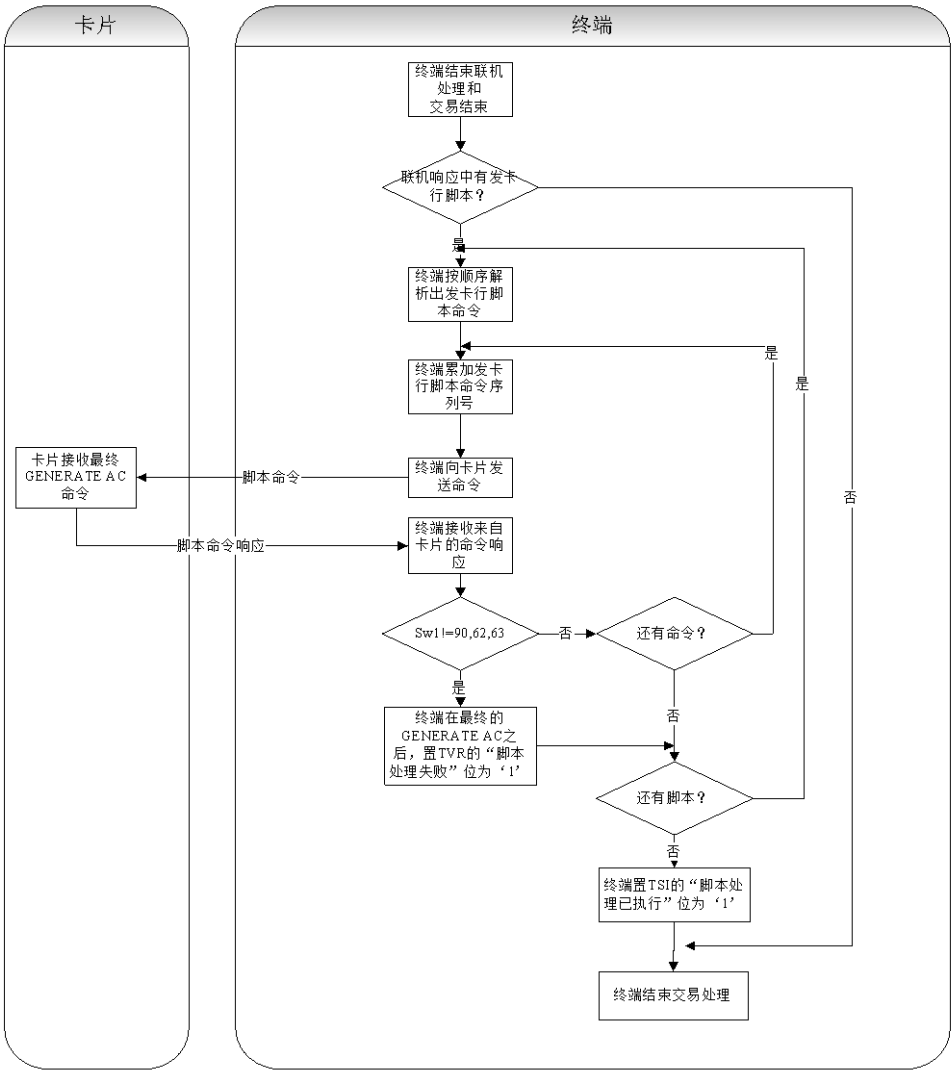 卡片
终端
终端结束联机
处理和
交易结束
联机响应中有发卡
行脚本？
是
终端按顺序解
析出发卡行脚
本命令
是
终端累加发卡
行脚本命令序
列号
是
卡片接收最终
GENERATE AC
命令
脚本命令
终端向卡片发
送命令
否
脚本命令响应
终端接收来自
卡片的命令响
应
Sw1!=90,62,63
否
还有命令？
是
否
终端在最终的
GENERATE AC之
后，置TVR的“脚本
处理失败”位为‘1’
还有脚本？
否
终端置TSI的“脚本处
理已执行”位为‘1’
终端结束交易处理